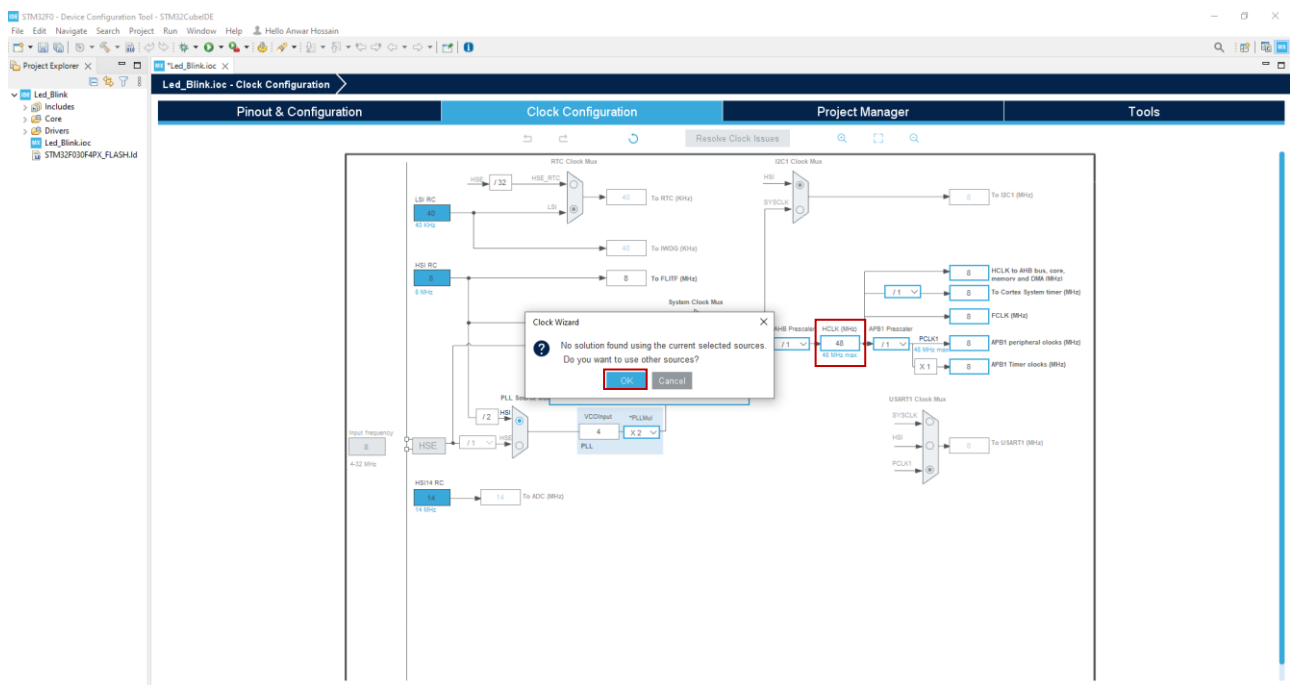 IDE STM32F0 - Device Configuration Tool - STM32CubeIDE
File Edit Navigate Search Project Run Window Help Hello Anwar Hossain
Project Explorer
MX *Led_Blink.ioc
Led_Blink.ioc - Clock Configuration
Led_Blink
Includes
Core
Drivers
MX Led_Blink.ioc
STM32F030F4PX_FLASH.ld
Pinout & Configuration
Clock Configuration
Project Manager
Tools
Resolve Clock Issues
RTC Clock Mux
HSE
/ 32
HSE_RTC
LSI
40
To RTC (KHz)
LSI RC
40
40 KHz
40
To IWDG (KHz)
HSI RC
8
8 MHz
8
To FLITF (MHz)
System Clock Mux
I2C1 Clock Mux
HSI
SYSCLK
8
To I2C1 (MHz)
Clock Wizard
No solution found using the current selected sources.
Do you want to use other sources?
OK
Cancel
AHB Prescaler
/ 1
HCLK (MHz)
48
48 MHz max
APB1 Prescaler
/ 1
PCLK1
48 MHz max
X 1
/ 1
8
HCLK to AHB bus, core,
memory and DMA (MHz)
8
To Cortex System timer (MHz)
8
FCLK (MHz)
8
APB1 peripheral clocks (MHz)
8
APB1 Timer clocks (MHz)
/ 2
HSI
HSE
/ 1
VCOInput
4
*PLLMul
X 2
PLL
Input frequency
8
4-32 MHz
HSE
HSI14 RC
14
14 MHz
14
To ADC (MHz)
USART1 Clock Mux
SYSCLK
HSI
PCLK1
8
To USART1 (MHz)